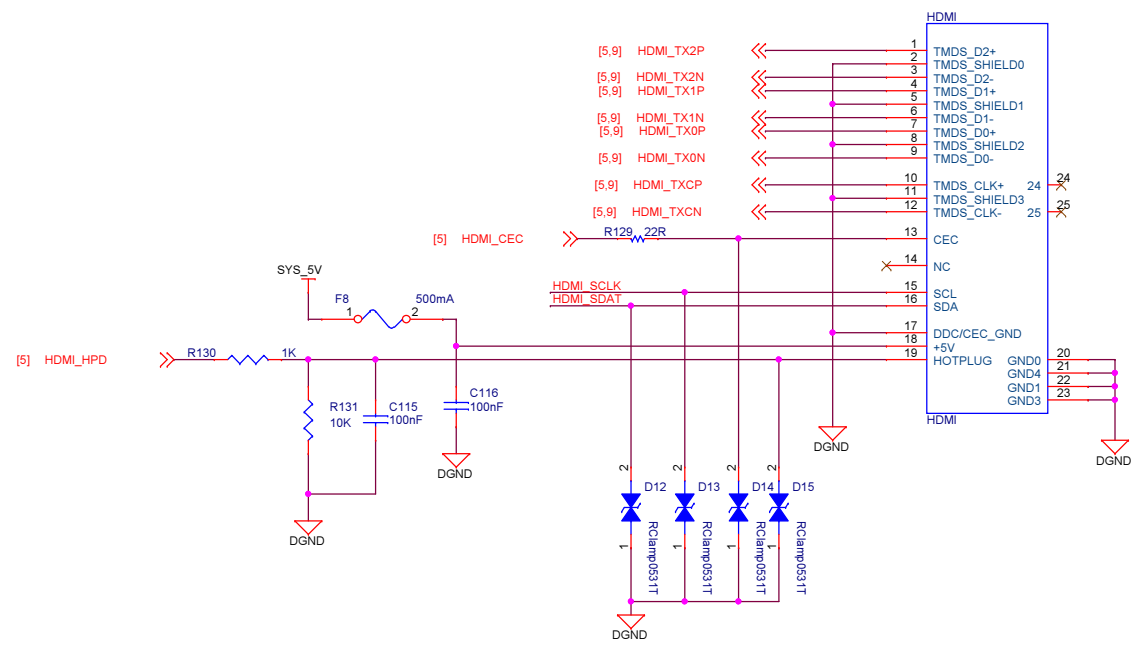 HDMI
[5,9] HDMI_TX2P 1 TMDS_D2+
2 TMDS_SHIELD0
[5,9] HDMI_TX2N 3 TMDS_D2-
[5,9] HDMI_TX1P 4 TMDS_D1+
5 TMDS_SHIELD1
[5,9] HDMI_TX1N 6 TMDS_D1-
[5,9] HDMI_TX0P 7 TMDS_D0+
8 TMDS_SHIELD2
[5,9] HDMI_TX0N 9 TMDS_D0-
[5,9] HDMI_TXCP 10 TMDS_CLK+ 24 24
11 TMDS_SHIELD3
[5,9] HDMI_TXCN 12 TMDS_CLK- 25 25
[5] HDMI_CEC R129 22R 13 CEC
14 NC
SYS_5V
HDMI_SCLK 15 SCL
HDMI_SDAT 16 SDA
F8 500mA
1 2
17 DDC/CEC_GND
18 +5V
[5] HDMI_HPD R130 1K 19 HOTPLUG GND0 20
GND4 21
GND1 22
GND3 23
HDMI
R131 10K
C115 100nF
C116 100nF
DGND
DGND
DGND
DGND
2 2 2 2
D12 D13 D14 D15
RClamp0531T RClamp0531T RClamp0531T RClamp0531T
1 1 1 1
DGND